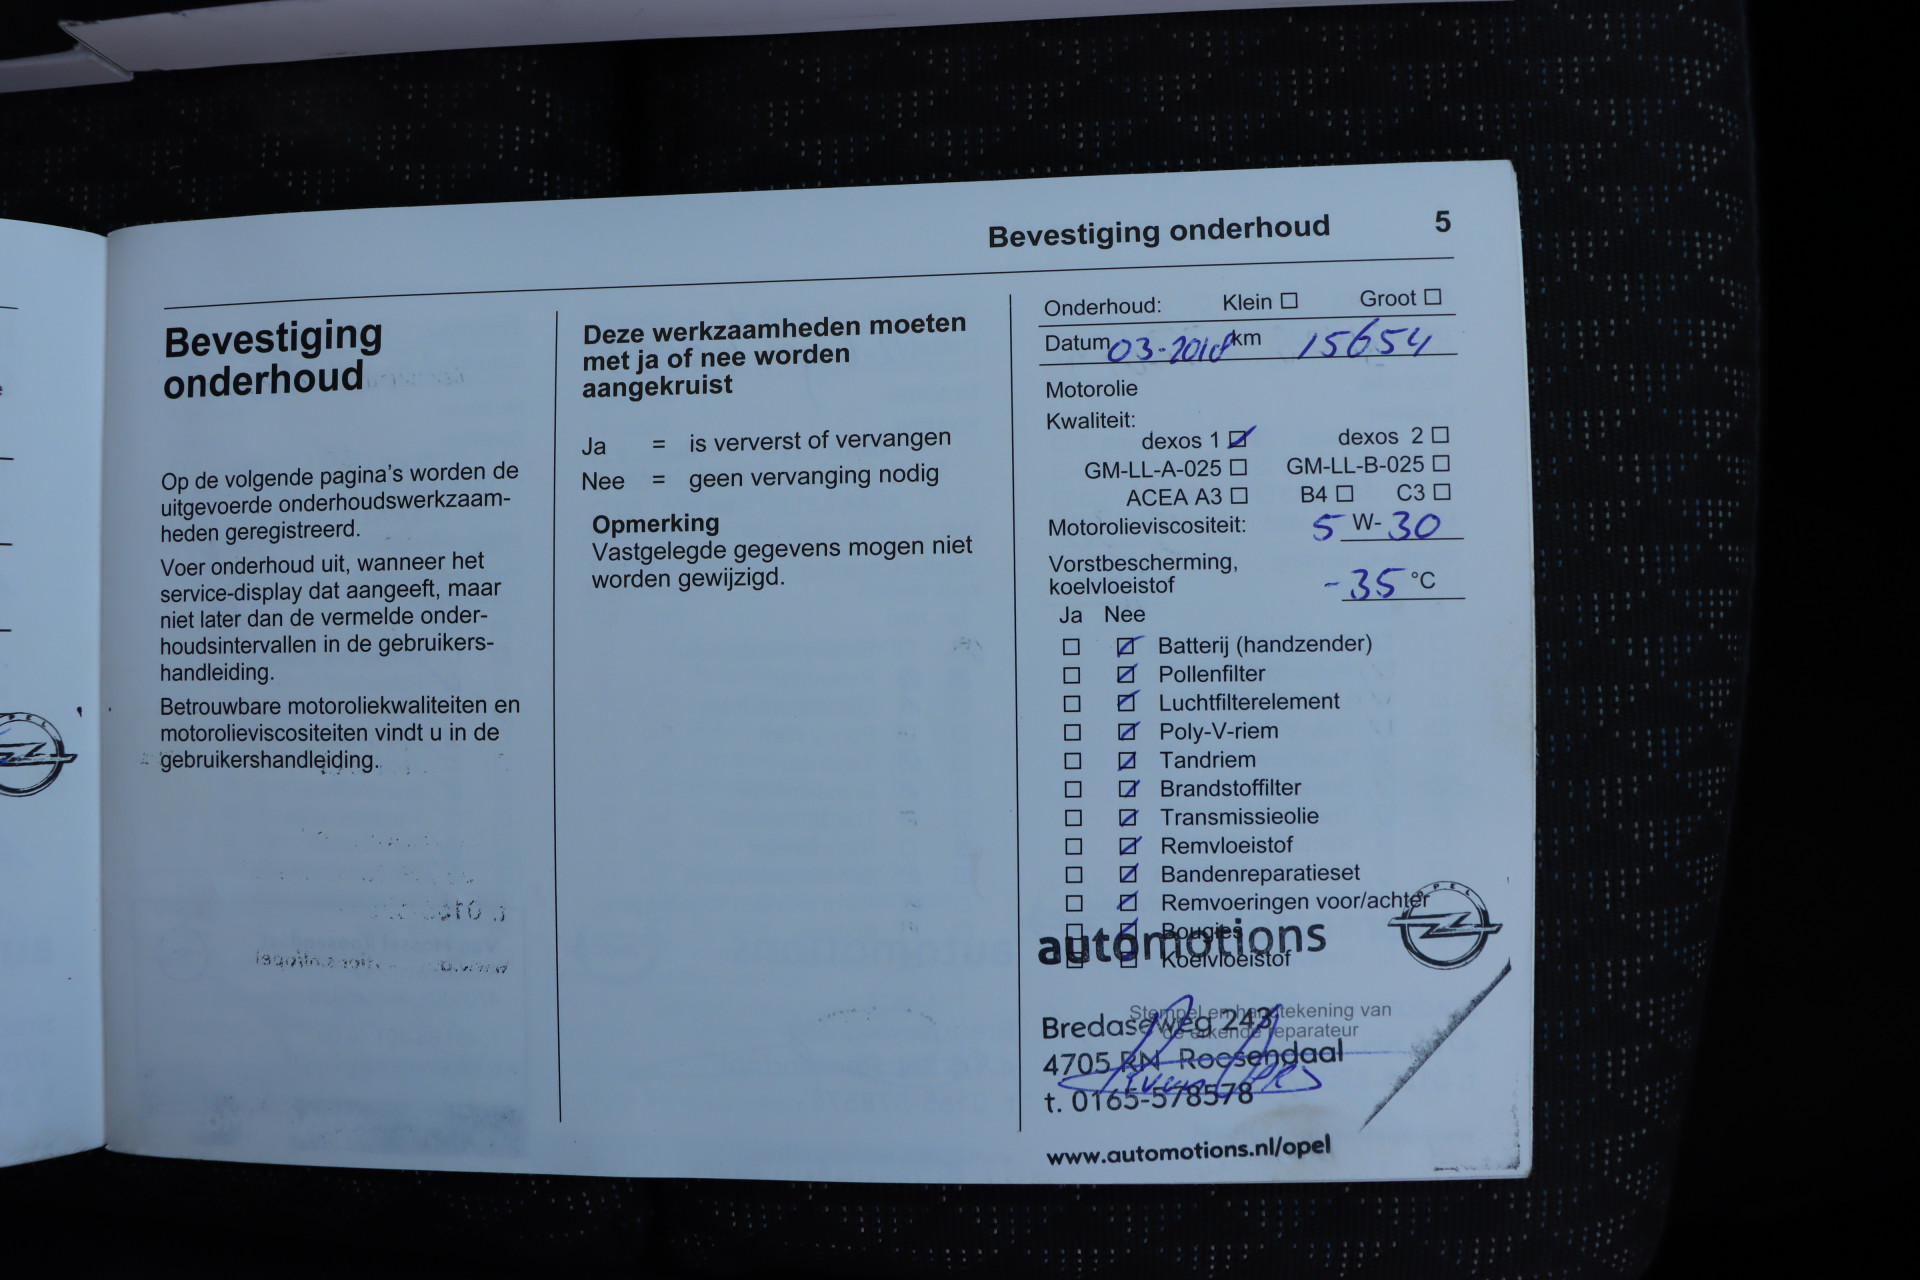 Bevestiging onderhoud 5
Bevestiging
onderhoud
Op de volgende pagina's worden de
uitgevoerde onderhoudswerkzaam-
heden geregistreerd.
Voer onderhoud uit, wanneer het
service-display dat aangeeft, maar
niet later dan de vermelde onder-
houdsintervallen in de gebruikers-
handleiding.
Betrouwbare motoroliekwaliteiten en
motorolieviscositeiten vindt u in de
gebruikershandleiding.
Deze werkzaamheden moeten
met ja of nee worden
aangekruist
Ja = is ververst of vervangen
Nee = geen vervanging nodig
Opmerking
Vastgelegde gegevens mogen niet
worden gewijzigd.
Onderhoud: Klein Groot
Datum 03-2018 km 15654
Motorolie
Kwaliteit:
dexos 1 dexos 2
GM-LL-A-025 GM-LL-B-025
ACEA A3 B4 C3
Motorolieviscositeit: 5 W-30
Vorstbescherming,
koelvloeistof -35 °C
Ja Nee
Batterij (handzender)
Pollenfilter
Luchtfilterelement
Poly-V-riem
Tandriem
Brandstoffilter
Transmissieolie
Remvloeistof
Bandenreparatieset
Remvoeringen voor/achter
Bougies
Koelvloeistof
automotions
OPEL
Stempel en handtekening van
de erkende reparateur
Bredaseweg 243
4705 RN Roosendaal
t. 0165-578578
www.automotions.nl/opel